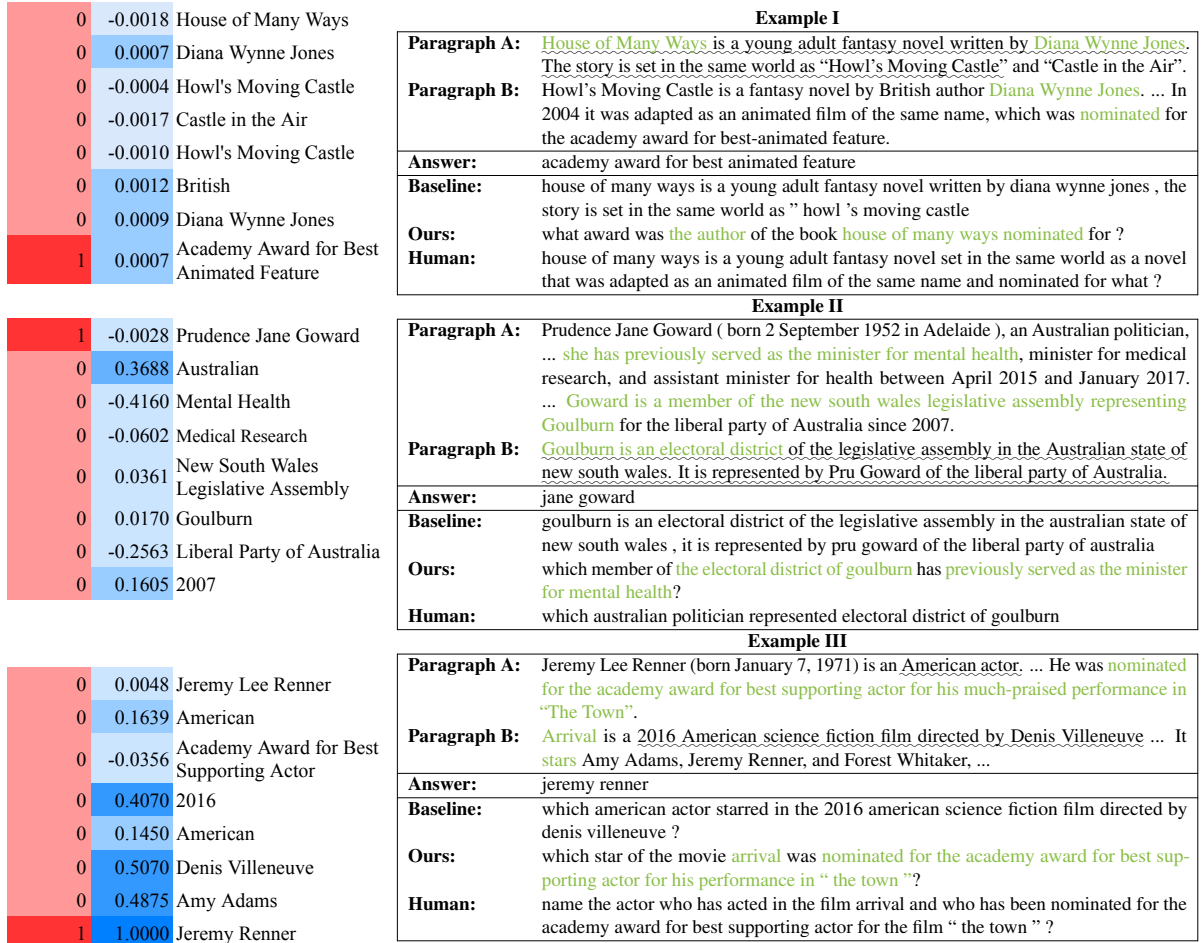 0 -0.0018 House of Many Ways
0 0.0007 Diana Wynne Jones
0 -0.0004 Howl's Moving Castle
0 -0.0017 Castle in the Air
0 -0.0010 Howl's Moving Castle
0 0.0012 British
0 0.0009 Diana Wynne Jones
1 0.0007 Academy Award for Best
Animated Feature
Example I
Paragraph A: House of Many Ways is a young adult fantasy novel written by Diana Wynne Jones.
The story is set in the same world as “Howl’s Moving Castle” and “Castle in the Air”.
Paragraph B: Howl’s Moving Castle is a fantasy novel by British author Diana Wynne Jones. ... In
2004 it was adapted as an animated film of the same name, which was nominated for
the academy award for best-animated feature.
Answer: academy award for best animated feature
Baseline: house of many ways is a young adult fantasy novel written by diana wynne jones , the
story is set in the same world as ” howl ’s moving castle
Ours: what award was the author of the book house of many ways nominated for ?
Human: house of many ways is a young adult fantasy novel set in the same world as a novel
that was adapted as an animated film of the same name and nominated for what ?
1 -0.0028 Prudence Jane Goward
0 0.3688 Australian
0 -0.4160 Mental Health
0 -0.0602 Medical Research
0 0.0361 New South Wales
Legislative Assembly
0 0.0170 Goulburn
0 -0.2563 Liberal Party of Australia
0 0.1605 2007
Example II
Paragraph A: Prudence Jane Goward ( born 2 September 1952 in Adelaide ), an Australian politician,
... she has previously served as the minister for mental health, minister for medical
research, and assistant minister for health between April 2015 and January 2017.
... Goward is a member of the new south wales legislative assembly representing
Goulburn for the liberal party of Australia since 2007.
Paragraph B: Goulburn is an electoral district of the legislative assembly in the Australian state of
new south wales. It is represented by Pru Goward of the liberal party of Australia.
Answer: jane goward
Baseline: goulburn is an electoral district of the legislative assembly in the australian state of
new south wales , it is represented by pru goward of the liberal party of australia
Ours: which member of the electoral district of goulburn has previously served as the minister
for mental health?
Human: which australian politician represented electoral district of goulburn
0 0.0048 Jeremy Lee Renner
0 0.1639 American
0 -0.0356 Academy Award for Best
Supporting Actor
0 0.4070 2016
0 0.1450 American
0 0.5070 Denis Villeneuve
0 0.4875 Amy Adams
1 1.0000 Jeremy Renner
Example III
Paragraph A: Jeremy Lee Renner (born January 7, 1971) is an American actor. ... He was nominated
for the academy award for best supporting actor for his much-praised performance in
“The Town”.
Paragraph B: Arrival is a 2016 American science fiction film directed by Denis Villeneuve ... It
stars Amy Adams, Jeremy Renner, and Forest Whitaker, ...
Answer: jeremy renner
Baseline: which american actor starred in the 2016 american science fiction film directed by
denis villeneuve ?
Ours: which star of the movie arrival was nominated for the academy award for best sup-
porting actor for his performance in “ the town ”?
Human: name the actor who has acted in the film arrival and who has been nominated for the
academy award for best supporting actor for the film “ the town ” ?